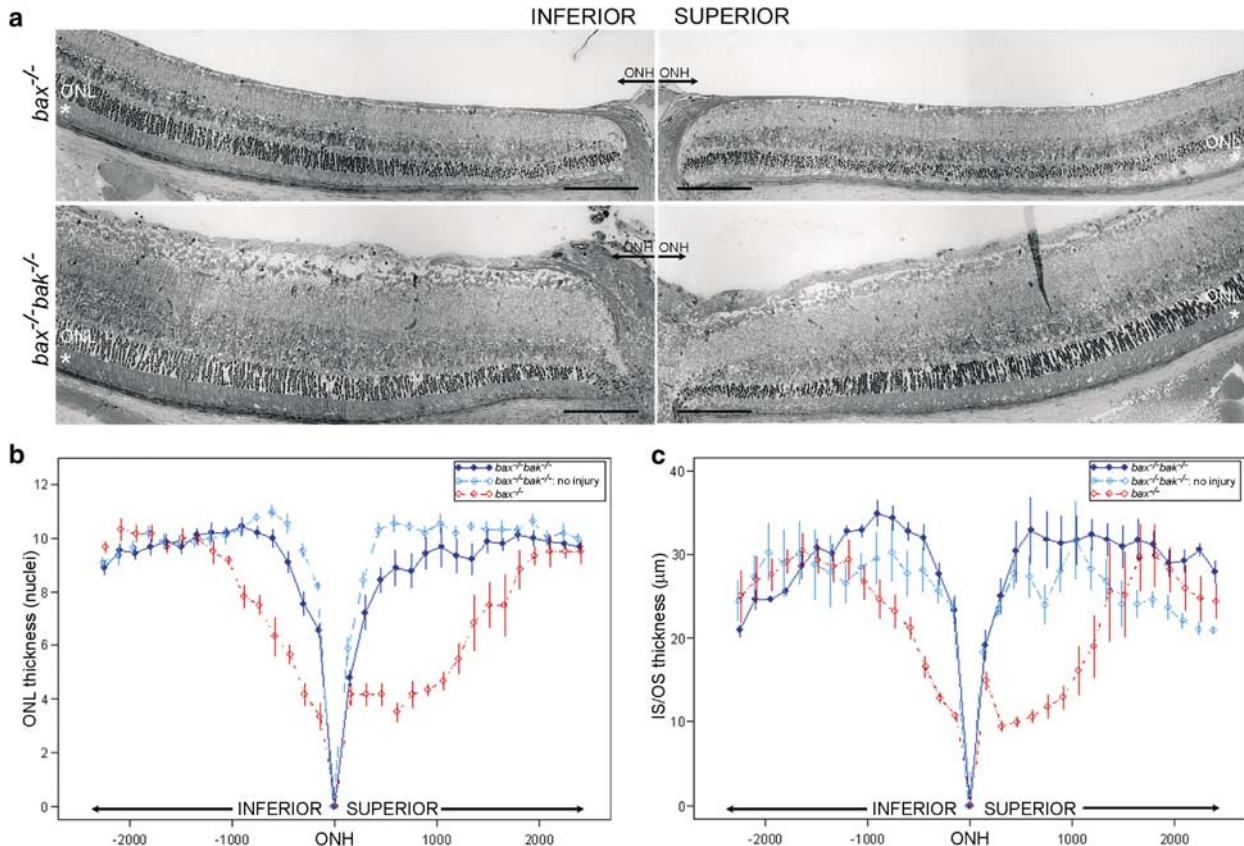 a
INFERIOR SUPERIOR
bax⁻/⁻
ONL
*
ONH ONH
ONL
*
bax⁻/⁻bak⁻/⁻
ONL
*
ONH ONH
ONL
*
b
bax⁻/⁻bak⁻/⁻
bax⁻/⁻bak⁻/⁻: no injury
bax⁻/⁻
ONL thickness (nuclei)
12
10
8
6
4
2
0
INFERIOR SUPERIOR
-2000 -1000 ONH 1000 2000
c
bax⁻/⁻bak⁻/⁻
bax⁻/⁻bak⁻/⁻: no injury
bax⁻/⁻
IS/OS thickness (µm)
40
30
20
10
0
INFERIOR SUPERIOR
-2000 -1000 ONH 1000 2000